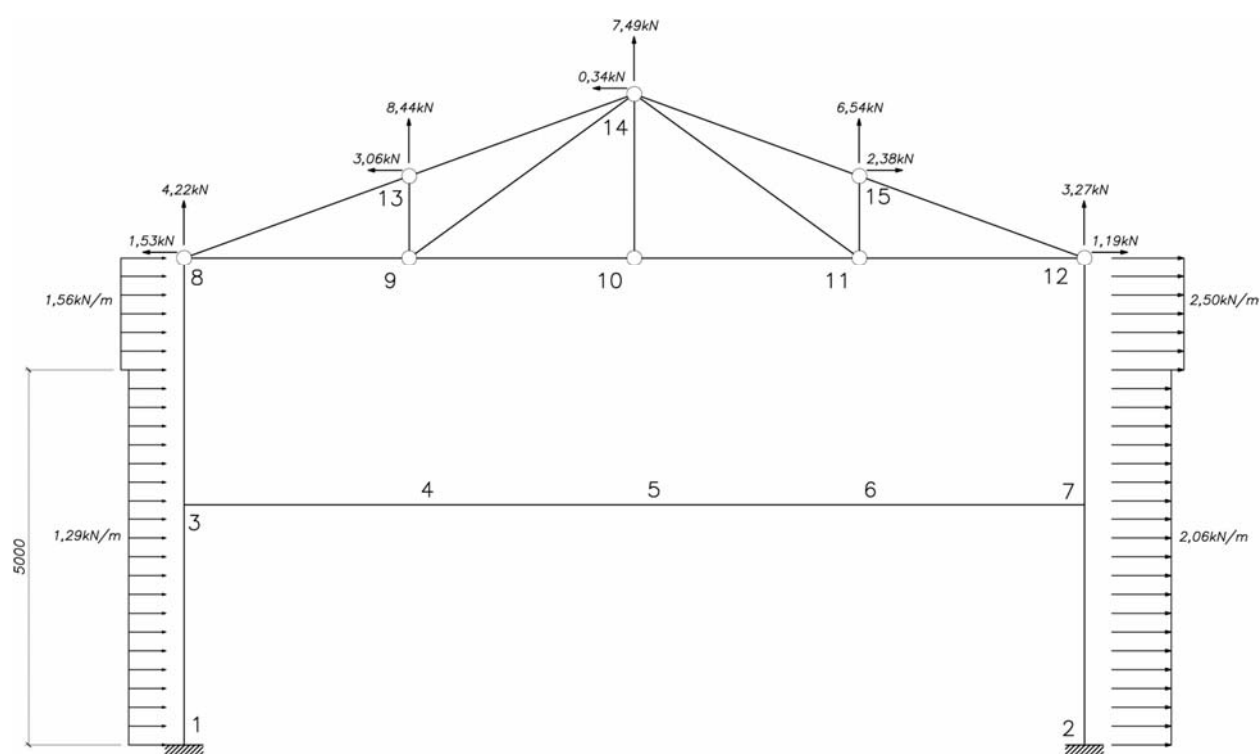 7,49kN
0,34kN
14
8,44kN
6,54kN
3,06kN
2,38kN
13
15
4,22kN
3,27kN
1,53kN
1,19kN
8
9
10
11
12
1,56kN/m
2,50kN/m
4
5
6
7
3
1,29kN/m
2,06kN/m
5000
1
2